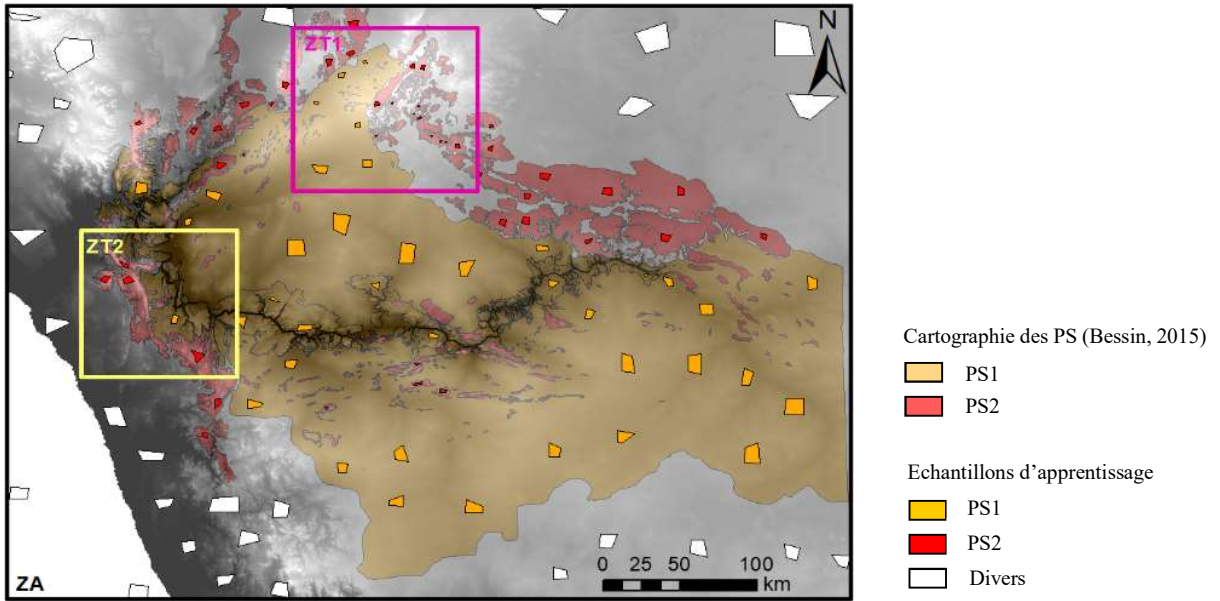 ZT1
N
ZT2
ZA
0 25 50 100
km
Cartographie des PS (Bessin, 2015)
PS1
PS2
Echantillons d'apprentissage
PS1
PS2
Divers